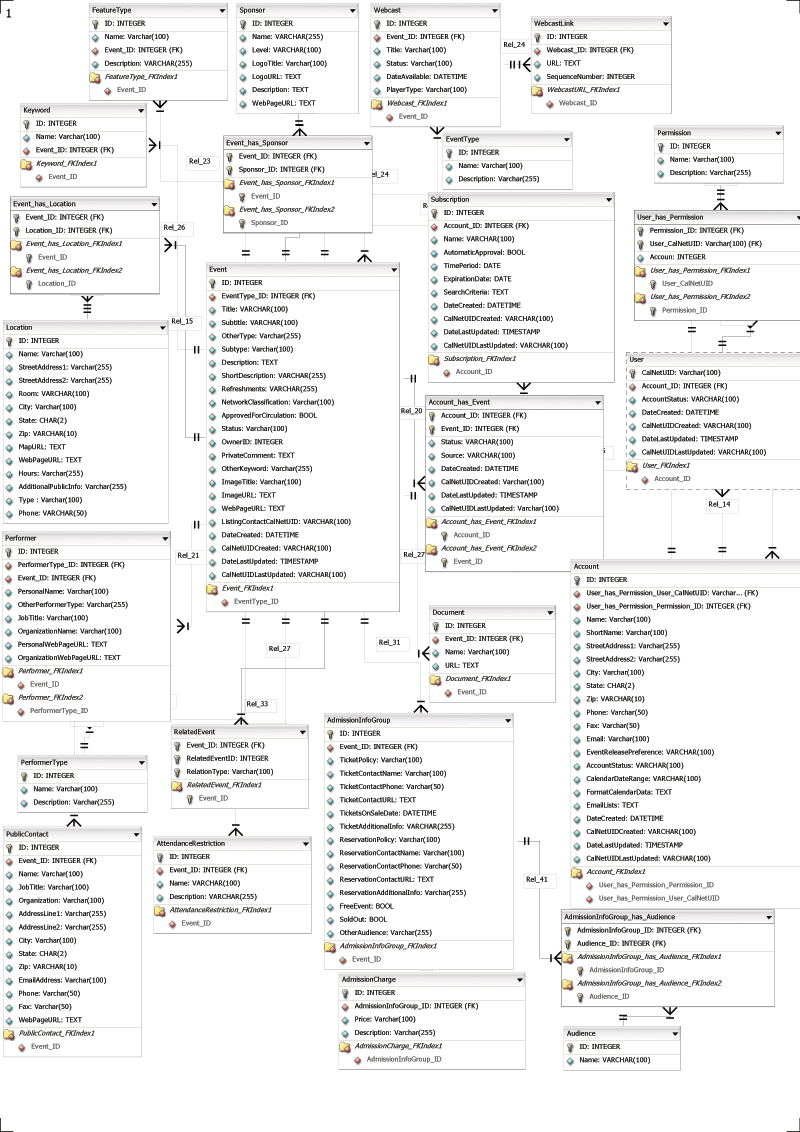 1
FeatureType
ID: INTEGER
Name: Varchar(100)
Event_ID: INTEGER (FK)
Description: VARCHAR(255)
FeatureType_FKIndex1
Event_ID
Sponsor
ID: INTEGER
Name: VARCHAR(255)
Level: VARCHAR(100)
LogoTitle: Varchar(100)
LogoURL: TEXT
Description: TEXT
WebPageURL: TEXT
Webcast
ID: INTEGER
Event_ID: INTEGER (FK)
Title: Varchar(100)
Status: Varchar(100)
DateAvailable: DATETIME
PlayerType: Varchar(100)
Webcast_FKIndex1
Event_ID
Rel_24
WebcastLink
ID: INTEGER
Webcast_ID: INTEGER (FK)
URL: TEXT
SequenceNumber: INTEGER
WebcastURL_FKIndex1
Webcast_ID
Keyword
ID: INTEGER
Name: Varchar(100)
Event_ID: INTEGER (FK)
Keyword_FKIndex1
Event_ID
Rel_23
Event_has_Sponsor
Event_ID: INTEGER (FK)
Sponsor_ID: INTEGER (FK)
Event_has_Sponsor_FKIndex1
Event_ID
Event_has_Sponsor_FKIndex2
Sponsor_ID
el_24
EventType
ID: INTEGER
Name: Varchar(100)
Description: Varchar(255)
Permission
ID: INTEGER
Name: Varchar(100)
Description: Varchar(255)
Event_has_Location
Event_ID: INTEGER (FK)
Location_ID: INTEGER (FK)
Event_has_Location_FKIndex1
Event_ID
Event_has_Location_FKIndex2
Location_ID
Rel_26
Subscription
ID: INTEGER
Account_ID: INTEGER (FK)
Name: VARCHAR(100)
AutomaticApproval: BOOL
TimePeriod: DATE
ExpirationDate: DATE
SearchCriteria: TEXT
DateCreated: DATETIME
CalNetUIDCreated: VARCHAR(100)
DateLastUpdated: TIMESTAMP
CalNetUIDLastUpdated: VARCHAR(100)
Subscription_FKIndex1
Account_ID
User_has_Permission
Permission_ID: INTEGER (FK)
User_CalNetUID: Varchar(100) (FK)
Accoun: INTEGER
User_has_Permission_FKIndex1
User_CalNetUID
User_has_Permission_FKIndex2
Permission_ID
Event
ID: INTEGER
EventType_ID: INTEGER (FK)
Title: VARCHAR(100)
Subtitle: VARCHAR(100)
OtherType: VARCHAR(255)
Subtype: Varchar(100)
Description: TEXT
ShortDescription: VARCHAR(255)
Refreshments: VARCHAR(255)
NetworkClassification: Varchar(100)
ApprovedForCirculation: BOOL
Status: Varchar(100)
OwnerID: INTEGER
PrivateComment: TEXT
OtherKeyword: Varchar(255)
ImageTitle: Varchar(100)
ImageURL: TEXT
WebPageURL: TEXT
ListingContactCalNetUID: VARCHAR(100)
DateCreated: DATETIME
CalNetUIDCreated: VARCHAR(100)
DateLastUpdated: TIMESTAMP
CalNetUIDLastUpdated: VARCHAR(100)
Event_FKIndex1
EventType_ID
Rel_15
Location
ID: INTEGER
Name: Varchar(100)
StreetAddress1: Varchar(255)
StreetAddress2: Varchar(255)
Room: VARCHAR(100)
City: Varchar(100)
State: CHAR(2)
Zip: VARCHAR(10)
MapURL: TEXT
WebPageURL: TEXT
Hours: Varchar(255)
AdditionalPublicInfo: Varchar(255)
Type : Varchar(100)
Phone: VARCHAR(50)
User
CalNetUID: Varchar(100)
Account_ID: INTEGER (FK)
AccountStatus: VARCHAR(100)
DateCreated: DATETIME
CalNetUIDCreated: VARCHAR(100)
DateLastUpdated: TIMESTAMP
CalNetUIDLastUpdated: VARCHAR(100)
User_FKIndex1
Account_ID
Rel_20
Account_has_Event
Account_ID: INTEGER (FK)
Event_ID: INTEGER (FK)
Status: VARCHAR(100)
Source: VARCHAR(100)
DateCreated: DATETIME
CalNetUIDCreated: VARCHAR(100)
DateLastUpdated: TIMESTAMP
CalNetUIDLastUpdated: Varchar(100)
Account_has_Event_FKIndex1
Account_ID
Account_has_Event_FKIndex2
Event_ID
Rel_14
Rel_21
Rel_27
Performer
ID: INTEGER
PerformerType_ID: INTEGER (FK)
Event_ID: INTEGER (FK)
PersonalName: Varchar(100)
OtherPerformerType: Varchar(255)
JobTitle: Varchar(100)
OrganizationName: Varchar(100)
PersonalWebPageURL: TEXT
OrganizationWebPageURL: TEXT
Performer_FKIndex1
Event_ID
Performer_FKIndex2
PerformerType_ID
Account
ID: INTEGER
User_has_Permission_User_CalNetUID: Varchar... (FK)
User_has_Permission_Permission_ID: INTEGER (FK)
Name: Varchar(100)
ShortName: Varchar(100)
StreetAddress1: Varchar(255)
StreetAddress2: Varchar(255)
City: Varchar(100)
State: CHAR(2)
Zip: VARCHAR(10)
Phone: Varchar(50)
Fax: Varchar(50)
Email: Varchar(100)
EventReleasePreference: VARCHAR(100)
AccountStatus: VARCHAR(100)
CalendarDateRange: VARCHAR(100)
FormatCalendarData: TEXT
EmailLists: TEXT
DateCreated: DATETIME
CalNetUIDCreated: VARCHAR(100)
DateLastUpdated: TIMESTAMP
CalNetUIDLastUpdated: VARCHAR(100)
Account_FKIndex1
User_has_Permission_Permission_ID
User_has_Permission_User_CalNetUID
Document
ID: INTEGER
Event_ID: INTEGER (FK)
Name: Varchar(100)
URL: TEXT
Document_FKIndex1
Event_ID
Rel_31
Rel_27
Rel_33
RelatedEvent
Event_ID: INTEGER (FK)
RelatedEventID: INTEGER
RelationType: Varchar(100)
RelatedEvent_FKIndex1
Event_ID
AdmissionInfoGroup
ID: INTEGER
Event_ID: INTEGER (FK)
TicketPolicy: Varchar(100)
TicketContactName: Varchar(100)
TicketContactPhone: Varchar(50)
TicketContactURL: TEXT
TicketsOnSaleDate: DATETIME
TicketAdditionalInfo: VARCHAR(255)
ReservationPolicy: Varchar(100)
ReservationContactName: Varchar(100)
ReservationContactPhone: Varchar(50)
ReservationContactURL: TEXT
ReservationAdditionalInfo: Varchar(255)
FreeEvent: BOOL
SoldOut: BOOL
OtherAudience: Varchar(255)
AdmissionInfoGroup_FKIndex1
Event_ID
PerformerType
ID: INTEGER
Name: Varchar(100)
Description: Varchar(255)
PublicContact
ID: INTEGER
Event_ID: INTEGER (FK)
Name: Varchar(100)
JobTitle: Varchar(100)
Organization: Varchar(100)
AddressLine1: Varchar(255)
AddressLine2: Varchar(255)
City: Varchar(100)
State: CHAR(2)
Zip: VARCHAR(10)
EmailAddress: Varchar(100)
Phone: Varchar(50)
Fax: Varchar(50)
WebPageURL: TEXT
PublicContact_FKIndex1
Event_ID
AttendanceRestriction
ID: INTEGER
Event_ID: INTEGER (FK)
Name: VARCHAR(100)
Description: VARCHAR(255)
AttendanceRestriction_FKIndex1
Event_ID
Rel_41
AdmissionInfoGroup_has_Audience
AdmissionInfoGroup_ID: INTEGER (FK)
Audience_ID: INTEGER (FK)
AdmissionInfoGroup_has_Audience_FKIndex1
AdmissionInfoGroup_ID
AdmissionInfoGroup_has_Audience_FKIndex2
Audience_ID
AdmissionCharge
ID: INTEGER
AdmissionInfoGroup_ID: INTEGER (FK)
Price: Varchar(100)
Description: Varchar(255)
AdmissionCharge_FKIndex1
AdmissionInfoGroup_ID
Audience
ID: INTEGER
Name: VARCHAR(100)